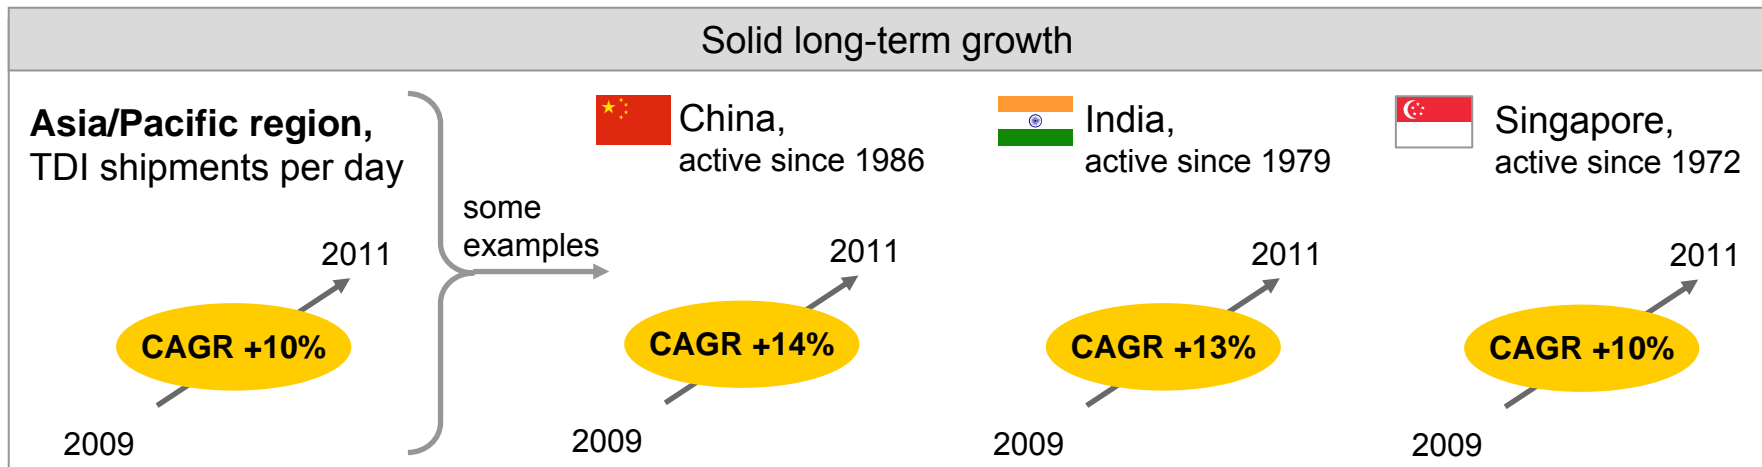 Solid long-term growth
Asia/Pacific region,
TDI shipments per day
2011
CAGR +10%
2009
some
examples
China,
active since 1986
2011
CAGR +14%
2009
India,
active since 1979
2011
CAGR +13%
2009
Singapore,
active since 1972
2011
CAGR +10%
2009